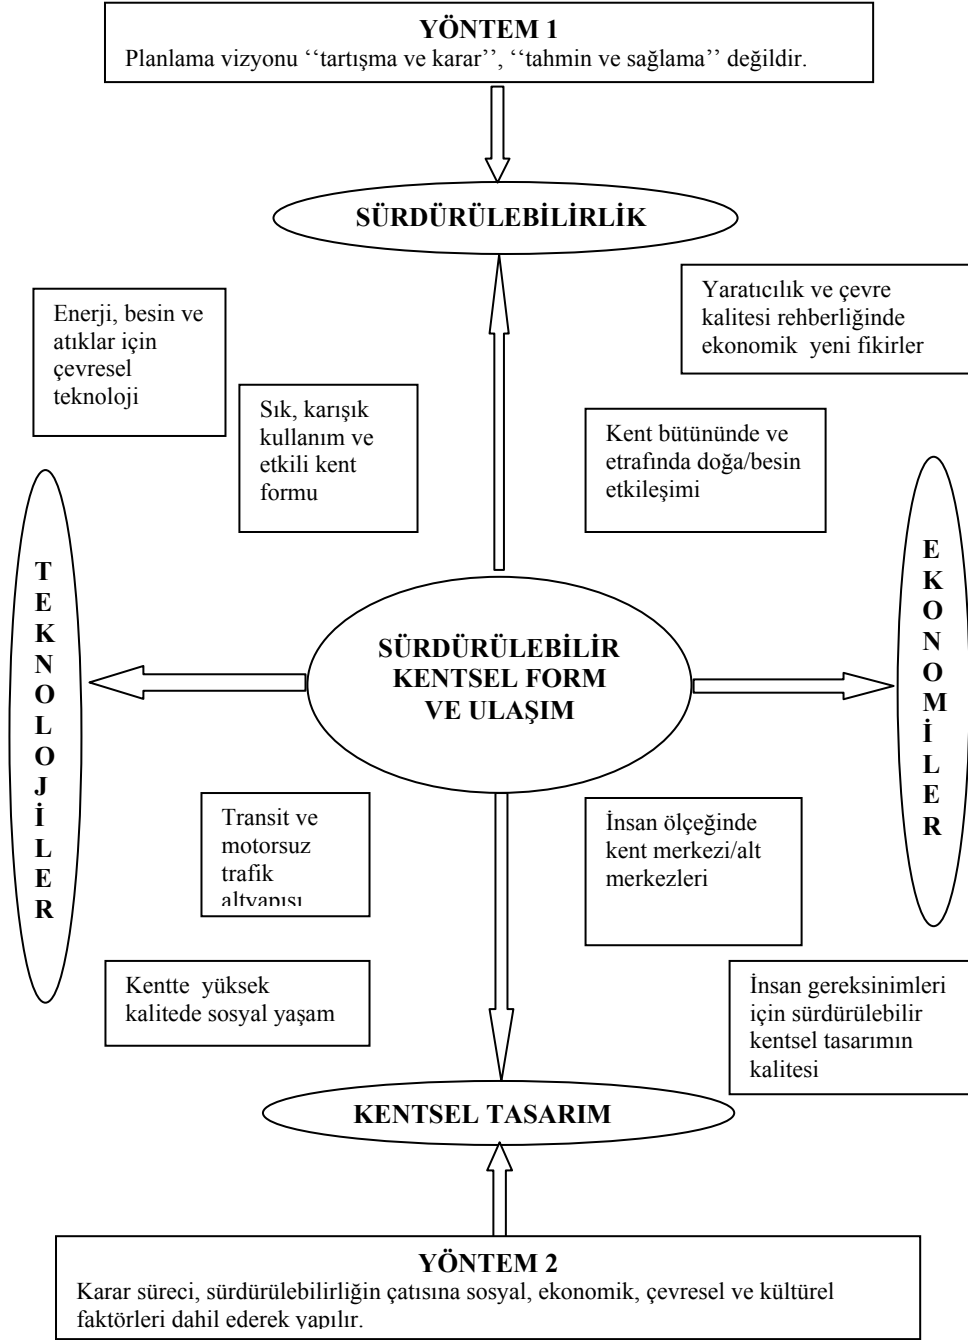 YÖNTEM 1
Planlama vizyonu ‘‘tartışma ve karar’’, ‘‘tahmin ve sağlama’’ değildir.
SÜRDÜRÜLEBİLİRLİK
Enerji, besin ve
atıklar için
çevresel
teknoloji
Yaratıcılık ve çevre
kalitesi rehberliğinde
ekonomik yeni fikirler
Sık, karışık
kullanım ve
etkili kent
formu
Kent bütününde ve
etrafında doğa/besin
etkileşimi
T
E
K
N
O
L
O
J
İ
L
E
R
SÜRDÜRÜLEBİLİR
KENTSEL FORM
VE ULAŞIM
E
K
O
N
O
M
İ
L
E
R
Transit ve
motorsuz
trafik
altyapısı
İnsan ölçeğinde
kent merkezi/alt
merkezleri
Kentte yüksek
kalitede sosyal yaşam
İnsan gereksinimleri
için sürdürülebilir
kentsel tasarımın
kalitesi
KENTSEL TASARIM
YÖNTEM 2
Karar süreci, sürdürülebilirliğin çatısına sosyal, ekonomik, çevresel ve kültürel
faktörleri dahil ederek yapılır.